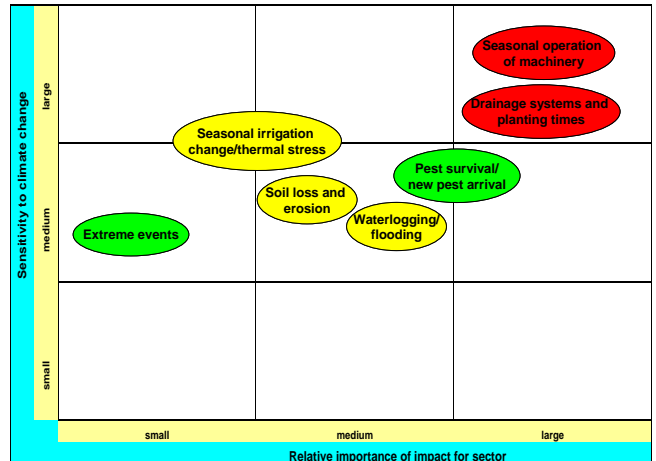 Sensitivity to climate change
large
medium
small
Seasonal operation
of machinery
Drainage systems and
planting times
Seasonal irrigation
change/thermal stress
Pest survival/
new pest arrival
Soil loss and
erosion
Waterlogging/
flooding
Extreme events
small
medium
large
Relative importance of impact for sector